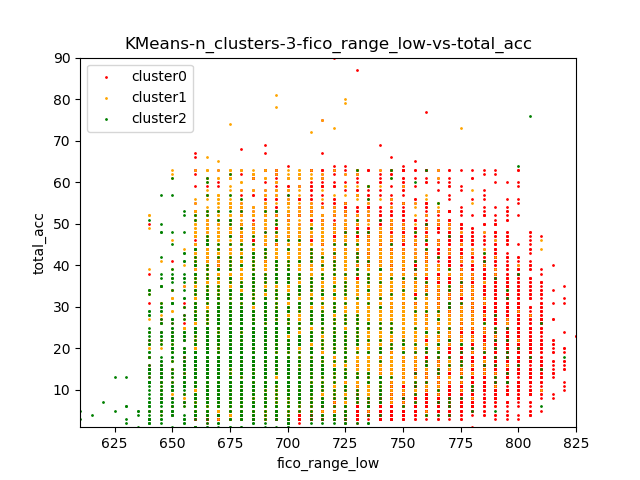 KMeans-n_clusters-3-fico_range_low-vs-total_acc
cluster0
cluster1
cluster2
total_acc
90
80
70
60
50
40
30
20
10
625 650 675 700 725 750 775 800 825
fico_range_low